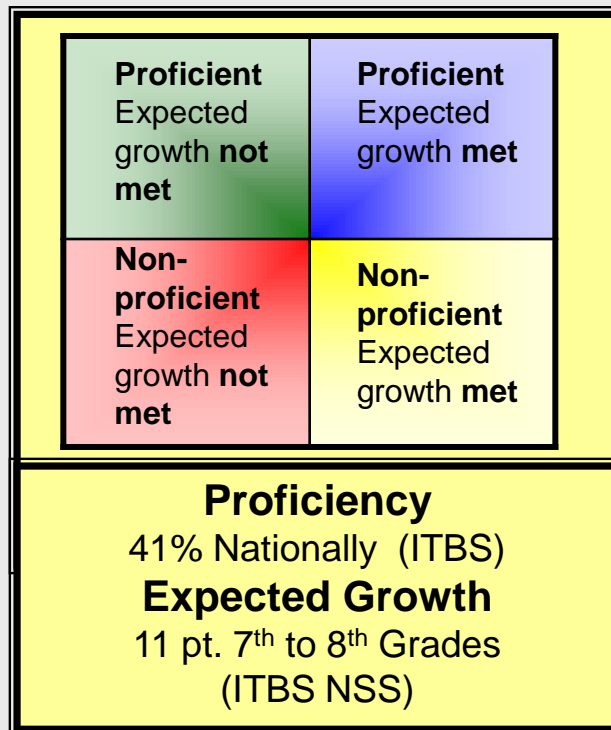 Proficient
Expected
growth not
met
Proficient
Expected
growth met
Non-
proficient
Expected
growth not
met
Non-
proficient
Expected
growth met
Proficiency
41% Nationally (ITBS)
Expected Growth
11 pt. 7th to 8th Grades
(ITBS NSS)